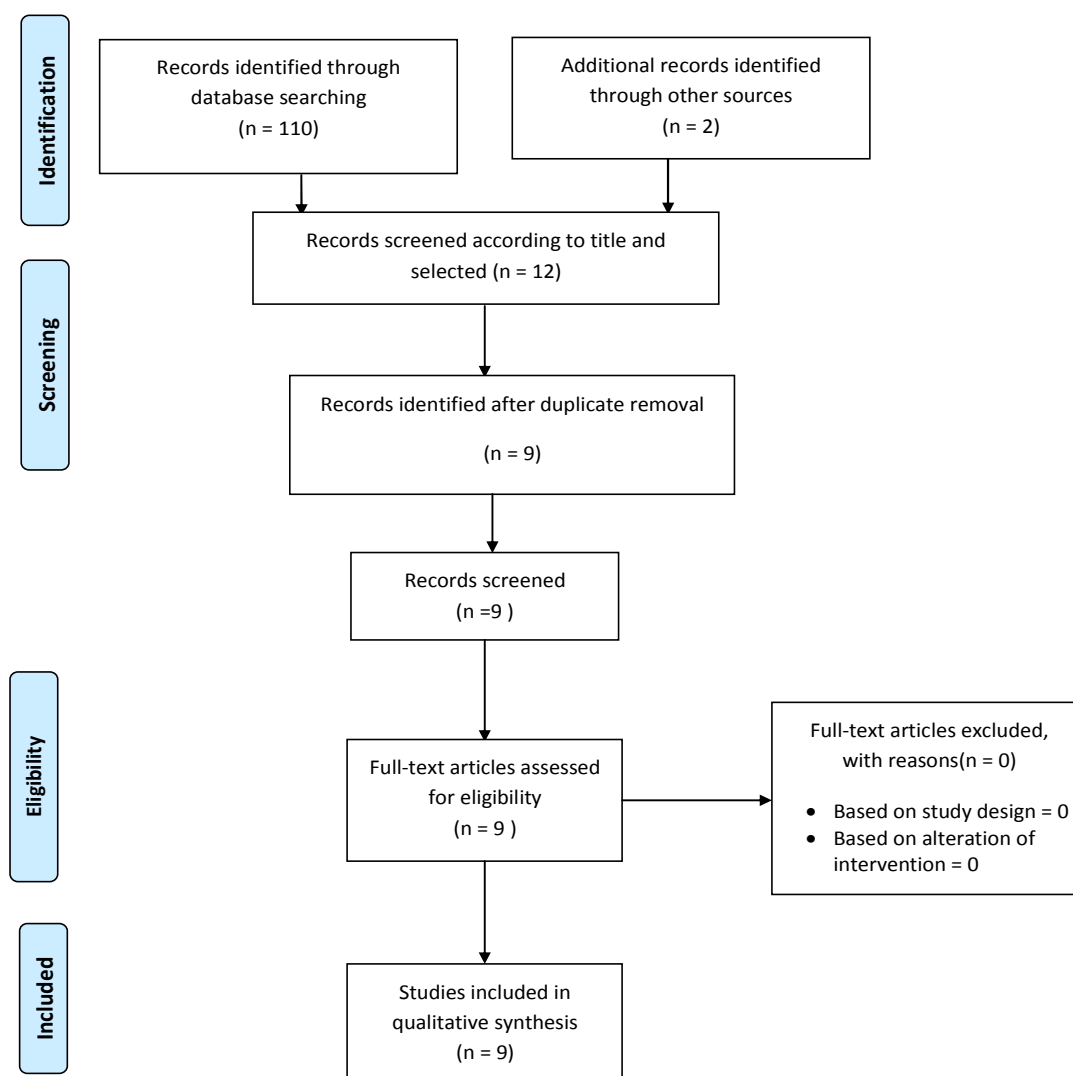 Identification
Records identified through
database searching
(n = 110)
Additional records identified
through other sources
(n = 2)
Records screened according to title and
selected (n = 12)
Screening
Records identified after duplicate removal
(n = 9)
Records screened
(n =9 )
Eligibility
Full-text articles assessed
for eligibility
(n = 9 )
Full-text articles excluded,
with reasons(n = 0)
• Based on study design = 0
• Based on alteration of
intervention = 0
Included
Studies included in
qualitative synthesis
(n = 9)